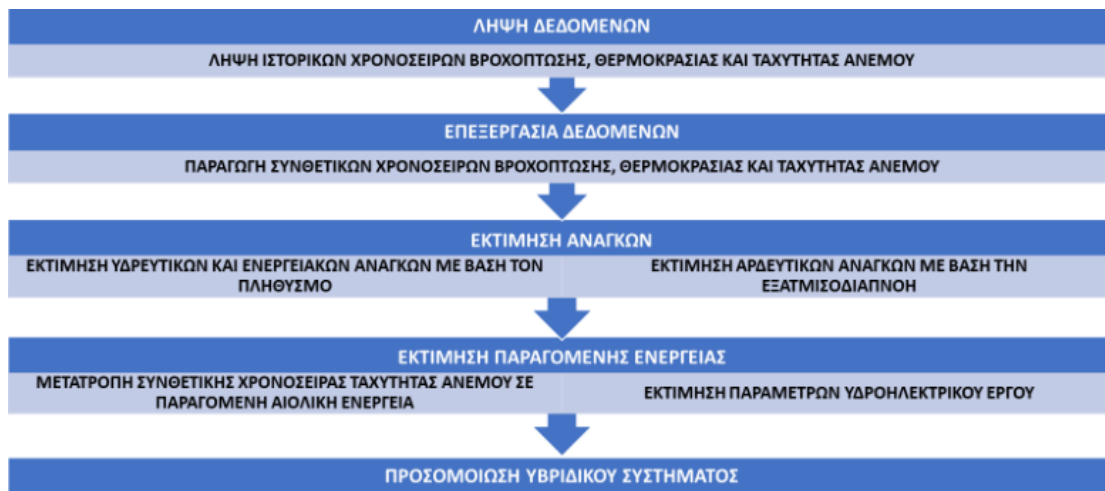 ΛΗΨΗ ΔΕΔΟΜΕΝΩΝ
ΛΗΨΗ ΙΣΤΟΡΙΚΩΝ ΧΡΟΝΟΣΕΙΡΩΝ ΒΡΟΧΟΠΤΩΣΗΣ, ΘΕΡΜΟΚΡΑΣΙΑΣ ΚΑΙ ΤΑΧΥΤΗΤΑΣ ΑΝΕΜΟΥ
ΕΠΕΞΕΡΓΑΣΙΑ ΔΕΔΟΜΕΝΩΝ
ΠΑΡΑΓΩΓΗ ΣΥΝΘΕΤΙΚΩΝ ΧΡΟΝΟΣΕΙΡΩΝ ΒΡΟΧΟΠΤΩΣΗΣ, ΘΕΡΜΟΚΡΑΣΙΑΣ ΚΑΙ ΤΑΧΥΤΗΤΑΣ ΑΝΕΜΟΥ
ΕΚΤΙΜΗΣΗ ΑΝΑΓΚΩΝ
ΕΚΤΙΜΗΣΗ ΥΔΡΕΥΤΙΚΩΝ ΚΑΙ ΕΝΕΡΓΕΙΑΚΩΝ ΑΝΑΓΚΩΝ ΜΕ ΒΑΣΗ ΤΟΝ
ΠΛΗΘΥΣΜΟ
ΕΚΤΙΜΗΣΗ ΑΡΔΕΥΤΙΚΩΝ ΑΝΑΓΚΩΝ ΜΕ ΒΑΣΗ ΤΗΝ
ΕΞΑΤΜΙΣΟΔΙΑΠΝΟΗ
ΕΚΤΙΜΗΣΗ ΠΑΡΑΓΟΜΕΝΗΣ ΕΝΕΡΓΕΙΑΣ
ΜΕΤΑΤΡΟΠΗ ΣΥΝΘΕΤΙΚΗΣ ΧΡΟΝΟΣΕΙΡΑΣ ΤΑΧΥΤΗΤΑΣ ΑΝΕΜΟΥ ΣΕ
ΠΑΡΑΓΟΜΕΝΗ ΑΙΟΛΙΚΗ ΕΝΕΡΓΕΙΑ
ΕΚΤΙΜΗΣΗ ΠΑΡΑΜΕΤΡΩΝ ΥΔΡΟΗΛΕΚΤΡΙΚΟΥ ΕΡΓΟΥ
ΠΡΟΣΟΜΟΙΩΣΗ ΥΒΡΙΔΙΚΟΥ ΣΥΣΤΗΜΑΤΟΣ